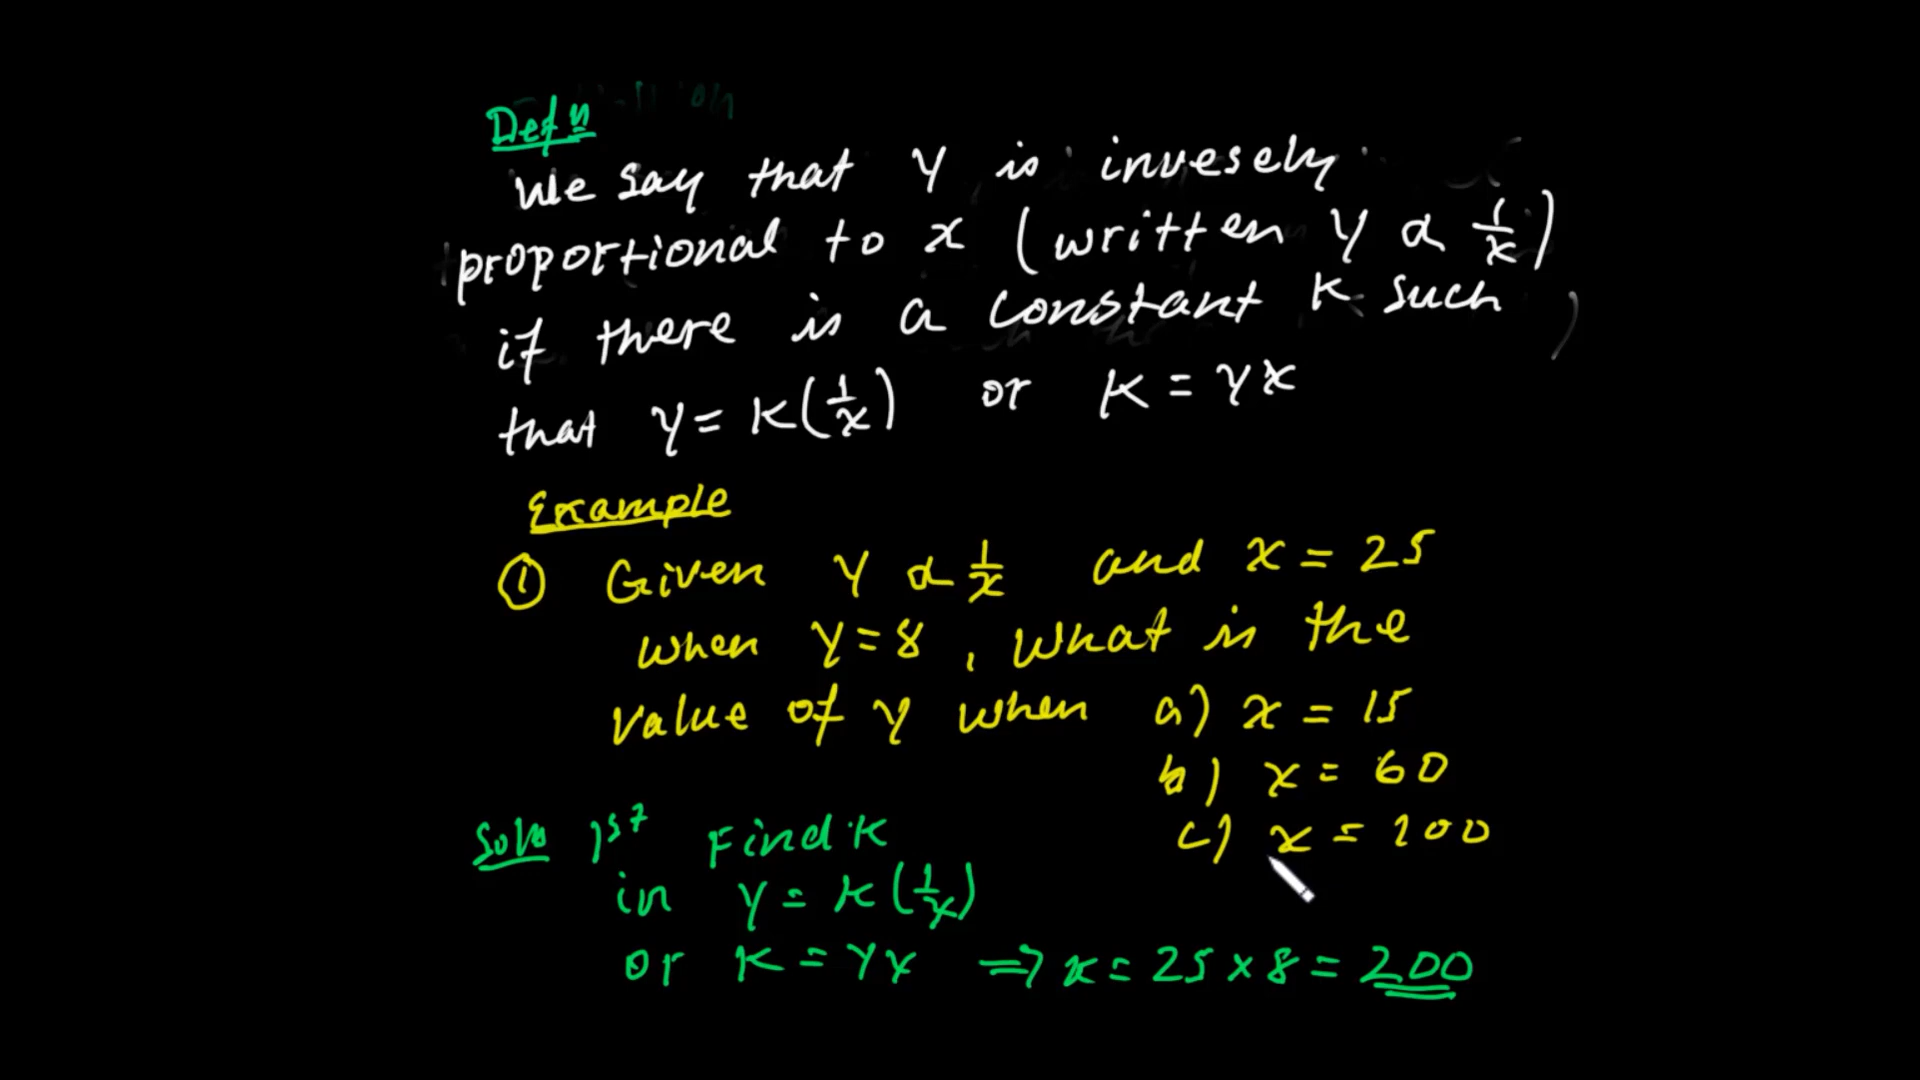 Defn
We say that Y is invesely
proportional to x (written Y α 1/x)
if there is a constant K such
that Y = K(1/x) or K = Yx
Example
① Given Y α 1/x and x = 25
when Y = 8, what is the
value of Y when a) x = 15
b) x = 60
c) x = 200
Soln 1st Find K
in Y = K(1/x)
or K = Yx ⇒ K = 25 x 8 = 200